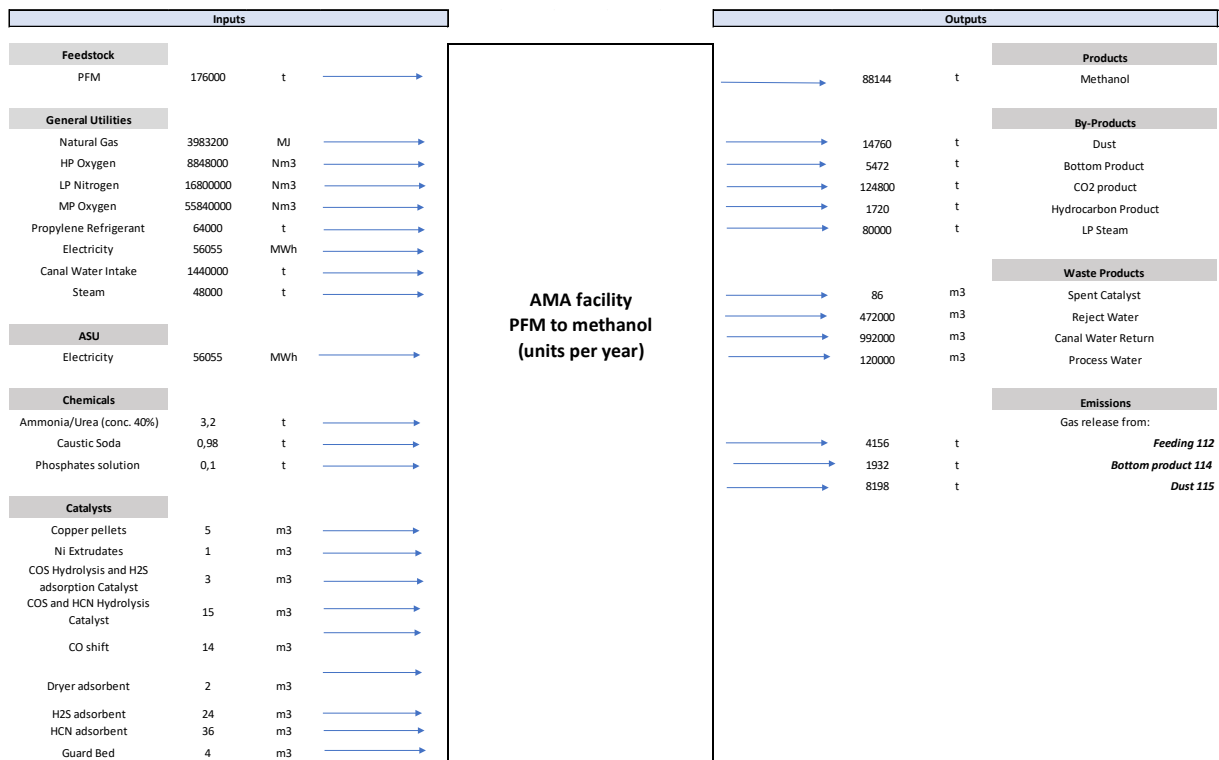 Inputs
Feedstock
PFM 176000 t
General Utilities
Natural Gas 3983200 MJ
HP Oxygen 8848000 Nm3
LP Nitrogen 16800000 Nm3
MP Oxygen 55840000 Nm3
Propylene Refrigerant 64000 t
Electricity 56055 MWh
Canal Water Intake 1440000 t
Steam 48000 t
ASU
Electricity 56055 MWh
Chemicals
Ammonia/Urea (conc. 40%) 3,2 t
Caustic Soda 0,98 t
Phosphates solution 0,1 t
Catalysts
Copper pellets 5 m3
Ni Extrudates 1 m3
COS Hydrolysis and H2S
adsorption Catalyst 3 m3
COS and HCN Hydrolysis
Catalyst 15 m3
CO shift 14 m3
Dryer adsorbent 2 m3
H2S adsorbent 24 m3
HCN adsorbent 36 m3
Guard Bed 4 m3
AMA facility
PFM to methanol
(units per year)
Outputs
Products
88144 t Methanol
By-Products
14760 t Dust
5472 t Bottom Product
124800 t CO2 product
1720 t Hydrocarbon Product
80000 t LP Steam
Waste Products
86 m3 Spent Catalyst
472000 m3 Reject Water
992000 m3 Canal Water Return
120000 m3 Process Water
Emissions
Gas release from:
4156 t Feeding 112
1932 t Bottom product 114
8198 t Dust 115